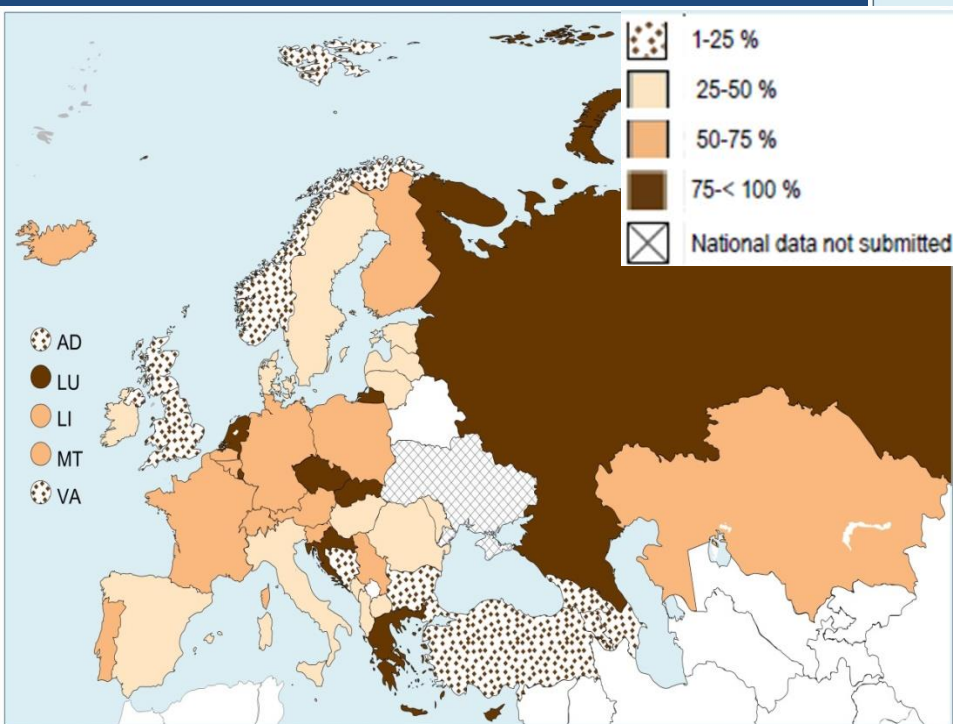 1-25 %
25-50 %
50-75 %
75-< 100 %
National data not submitted
AD
LU
LI
MT
VA